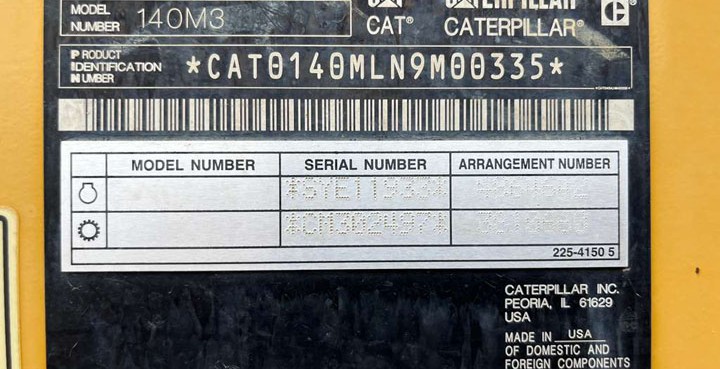 MODEL NUMBER 140M3
CAT® CATERPILLAR®
PRODUCT IDENTIFICATION NUMBER *CAT0140MLN9M00335*
MODEL NUMBER SERIAL NUMBER ARRANGEMENT NUMBER
225-4150 5
CATERPILLAR INC.
PEORIA, IL 61629
USA
MADE IN USA
OF DOMESTIC AND
FOREIGN COMPONENTS